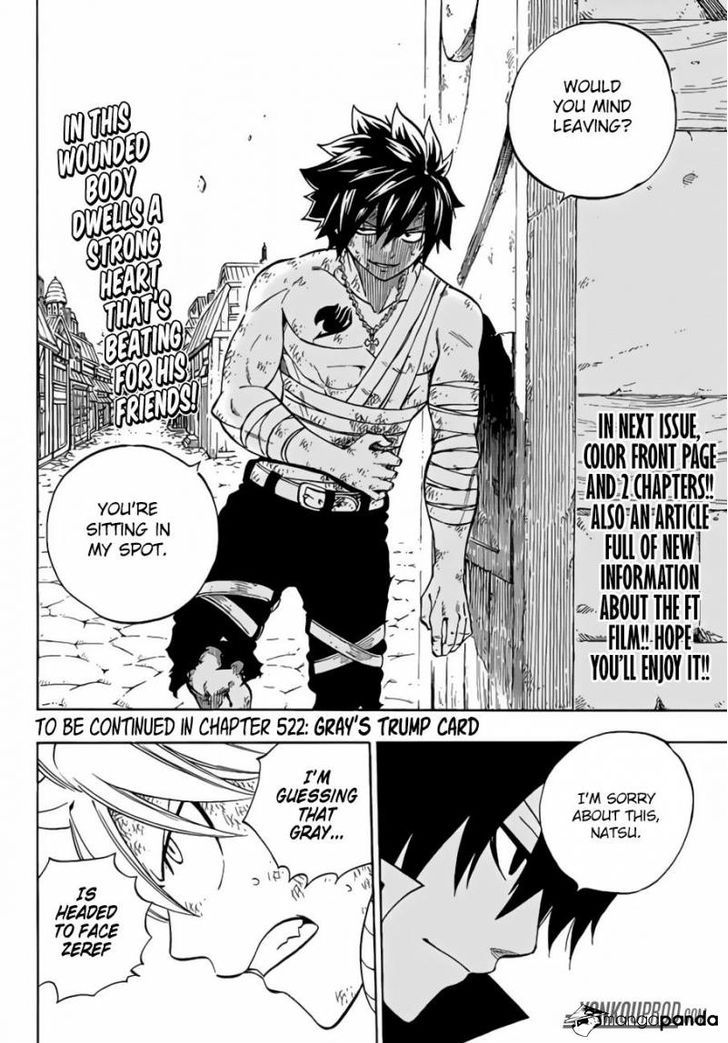 WOULD
YOU MIND
LEAVING?
IN THIS
WOUNDED
BODY
DWELLS A
STRONG
HEART
THAT'S
BEATING
FOR HIS
FRIENDS!
YOU'RE
SITTING IN
MY SPOT.
IN NEXT ISSUE,
COLOR FRONT PAGE
AND 2 CHAPTERS!!
ALSO AN ARTICLE
FULL OF NEW
INFORMATION
ABOUT THE FT
FILM!! HOPE
YOU'LL ENJOY IT!!
TO BE CONTINUED IN CHAPTER 522: GRAY'S TRUMP CARD
I'M
GUESSING
THAT
GRAY...
IS
HEADED
TO FACE
ZEREF
I'M SORRY
ABOUT THIS,
NATSU.
mangapanda